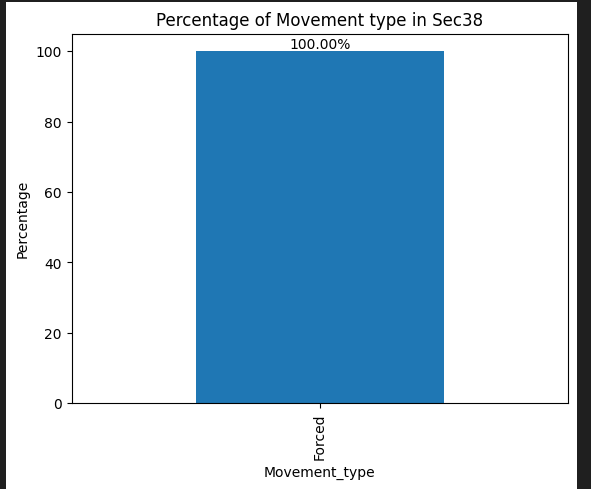 Percentage of Movement type in Sec38
100.00%
100
80
60
40
20
0
Percentage
Forced
Movement_type